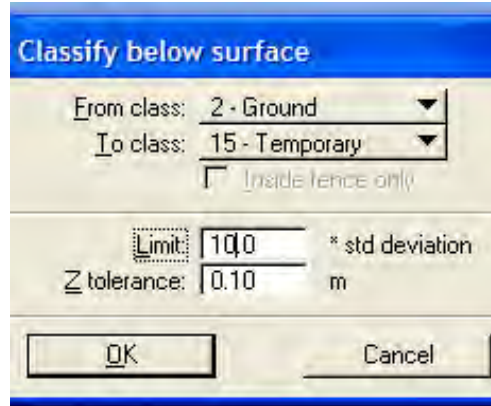 Classify below surface
From class: 2 - Ground
To class: 15 - Temporary
Inside fence only
Limit: 10.0 * std deviation
Z tolerance: 0.10 m
OK Cancel